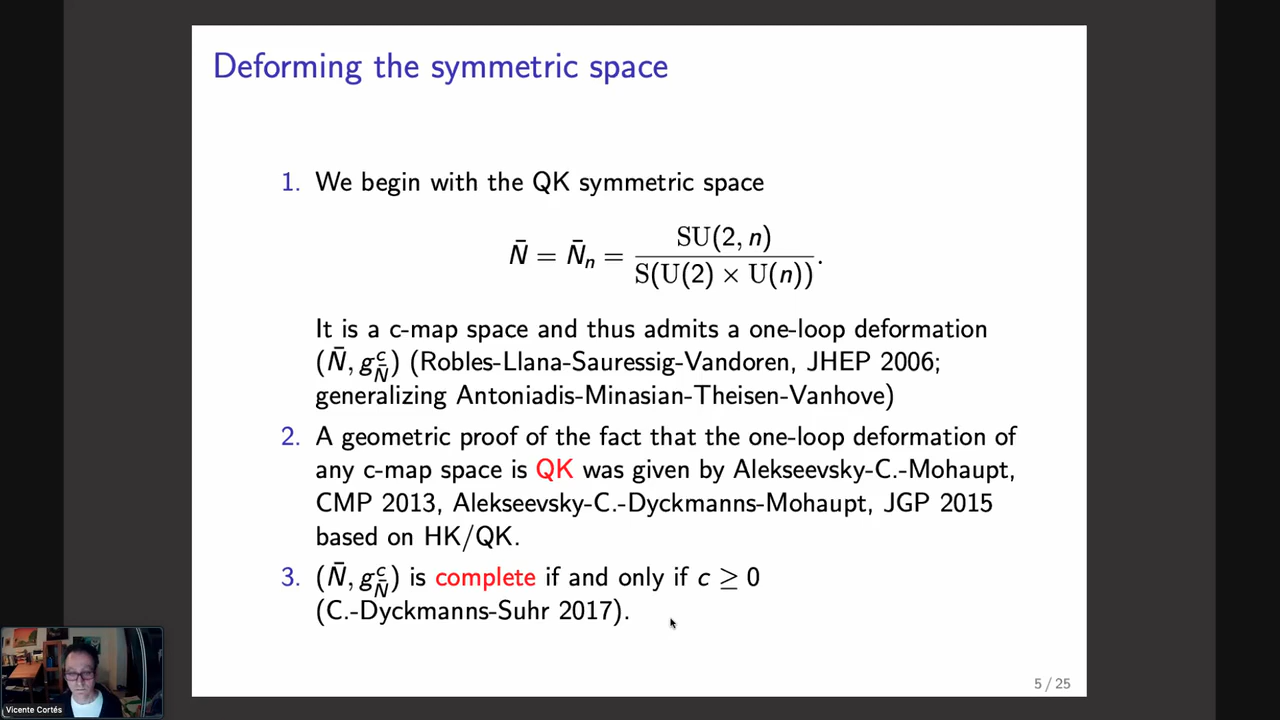 Deforming the symmetric space
1. We begin with the QK symmetric space
N̄ = N̄ₙ = SU(2, n) / S(U(2) × U(n)).
It is a c-map space and thus admits a one-loop deformation
(N̄, g^c_N̄) (Robles-Llana-Sauressig-Vandoren, JHEP 2006;
generalizing Antoniadis-Minasian-Theisen-Vanhove)
2. A geometric proof of the fact that the one-loop deformation of
any c-map space is QK was given by Alekseevsky-C.-Mohaupt,
CMP 2013, Alekseevsky-C.-Dyckmanns-Mohaupt, JGP 2015
based on HK/QK.
3. (N̄, g^c_N̄) is complete if and only if c ≥ 0
(C.-Dyckmanns-Suhr 2017).
5 / 25
Vicente Cortés